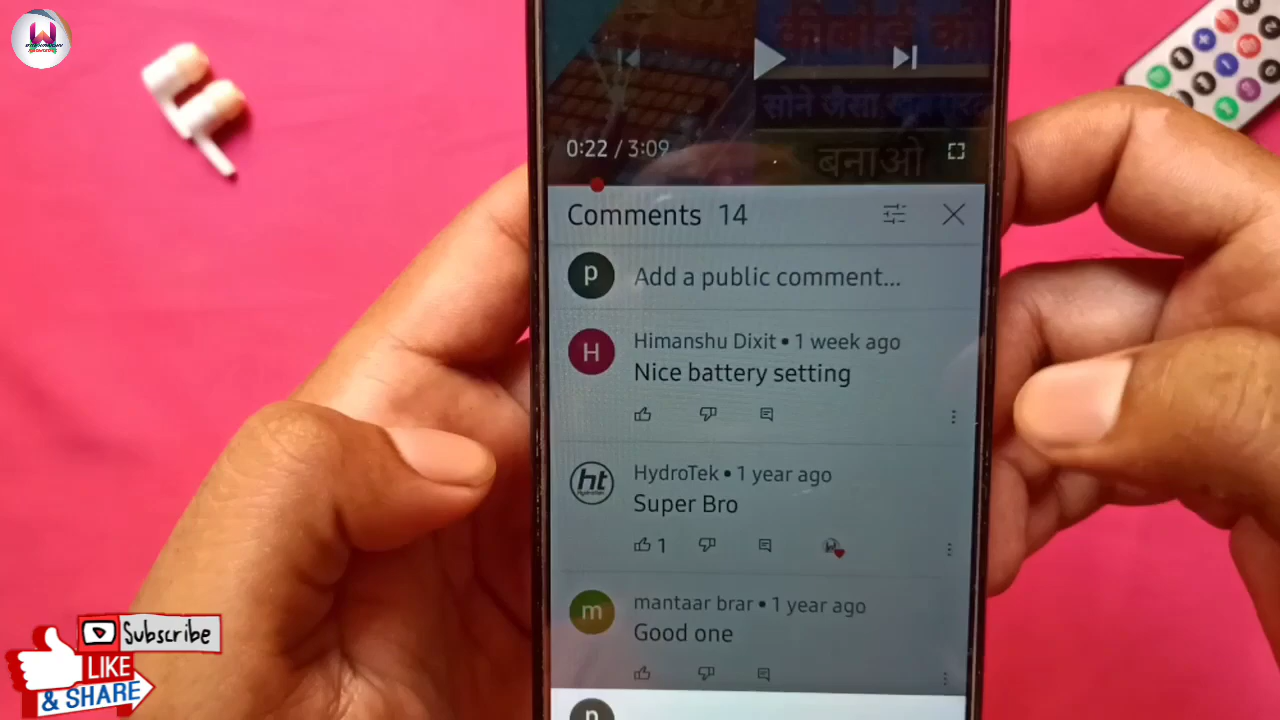 कीबोर्ड को
सोने जैसा
बनाओ
0:22 / 3:09
Comments 14
p
Add a public comment...
H
Himanshu Dixit • 1 week ago
Nice battery setting
ht
HydroTek • 1 year ago
Super Bro
1
m
mantaar brar • 1 year ago
Good one
p
Subscribe
LIKE
& SHARE